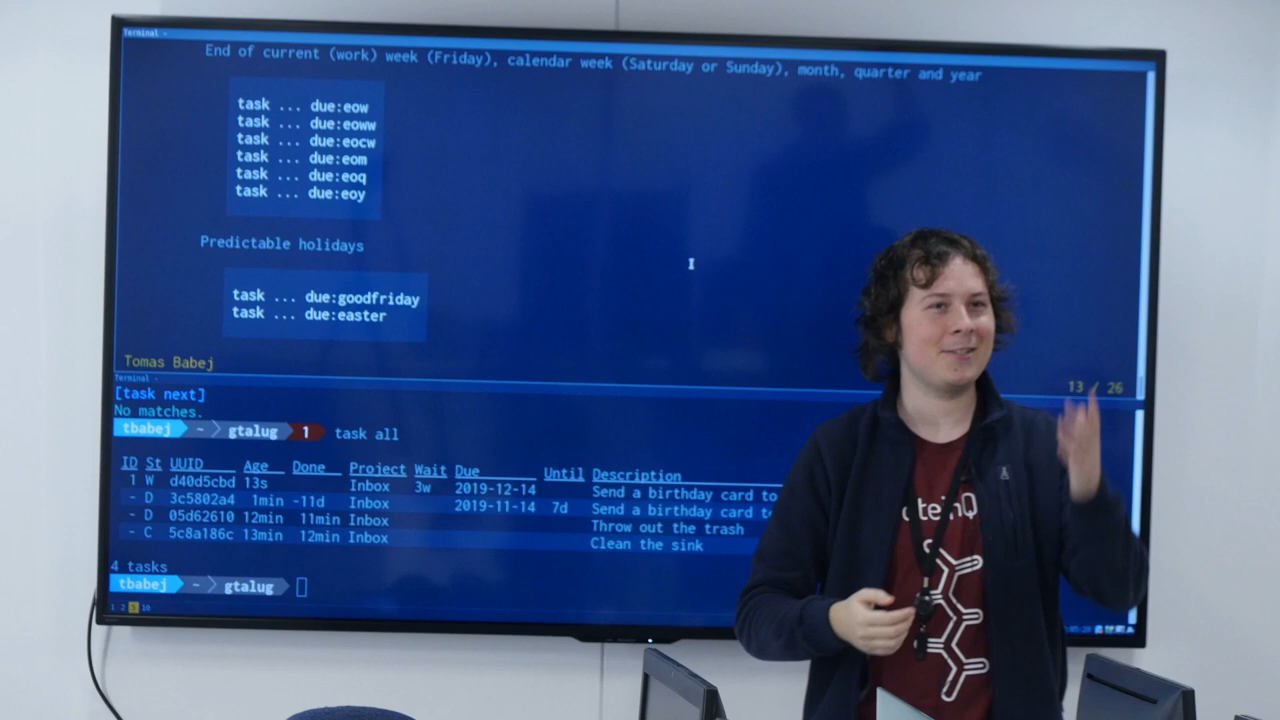 Terminal -
End of current (work) week (Friday), calendar week (Saturday or Sunday), month, quarter and year
task ... due:eow
task ... due:eoww
task ... due:eocw
task ... due:eom
task ... due:eoq
task ... due:eoy
Predictable holidays
task ... due:goodfriday
task ... due:easter
Tomas Babej
13 / 26
Terminal -
[task next]
No matches.
tbabej ~ gtalug 1 task all
ID St UUID Age Done Project Wait Due Until Description
1 W d40d5cbd 13s Inbox 3w 2019-12-14 Send a birthday card to
- D 3c5802a4 1min -11d Inbox 2019-11-14 7d Send a birthday card to
- D 05d62610 12min 11min Inbox Throw out the trash
- C 5c8a186c 13min 12min Inbox Clean the sink
4 tasks
tbabej ~ gtalug
1 2 5 10